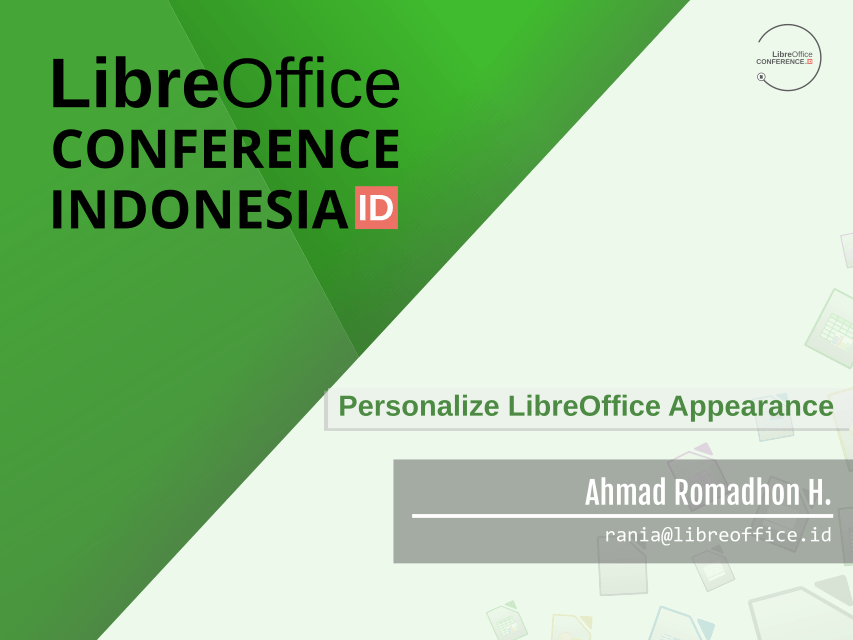 LibreOffice
CONFERENCE
INDONESIA ID
LibreOffice
CONFERENCE.ID
Personalize LibreOffice Appearance
Ahmad Romadhon H.
rania@libreoffice.id